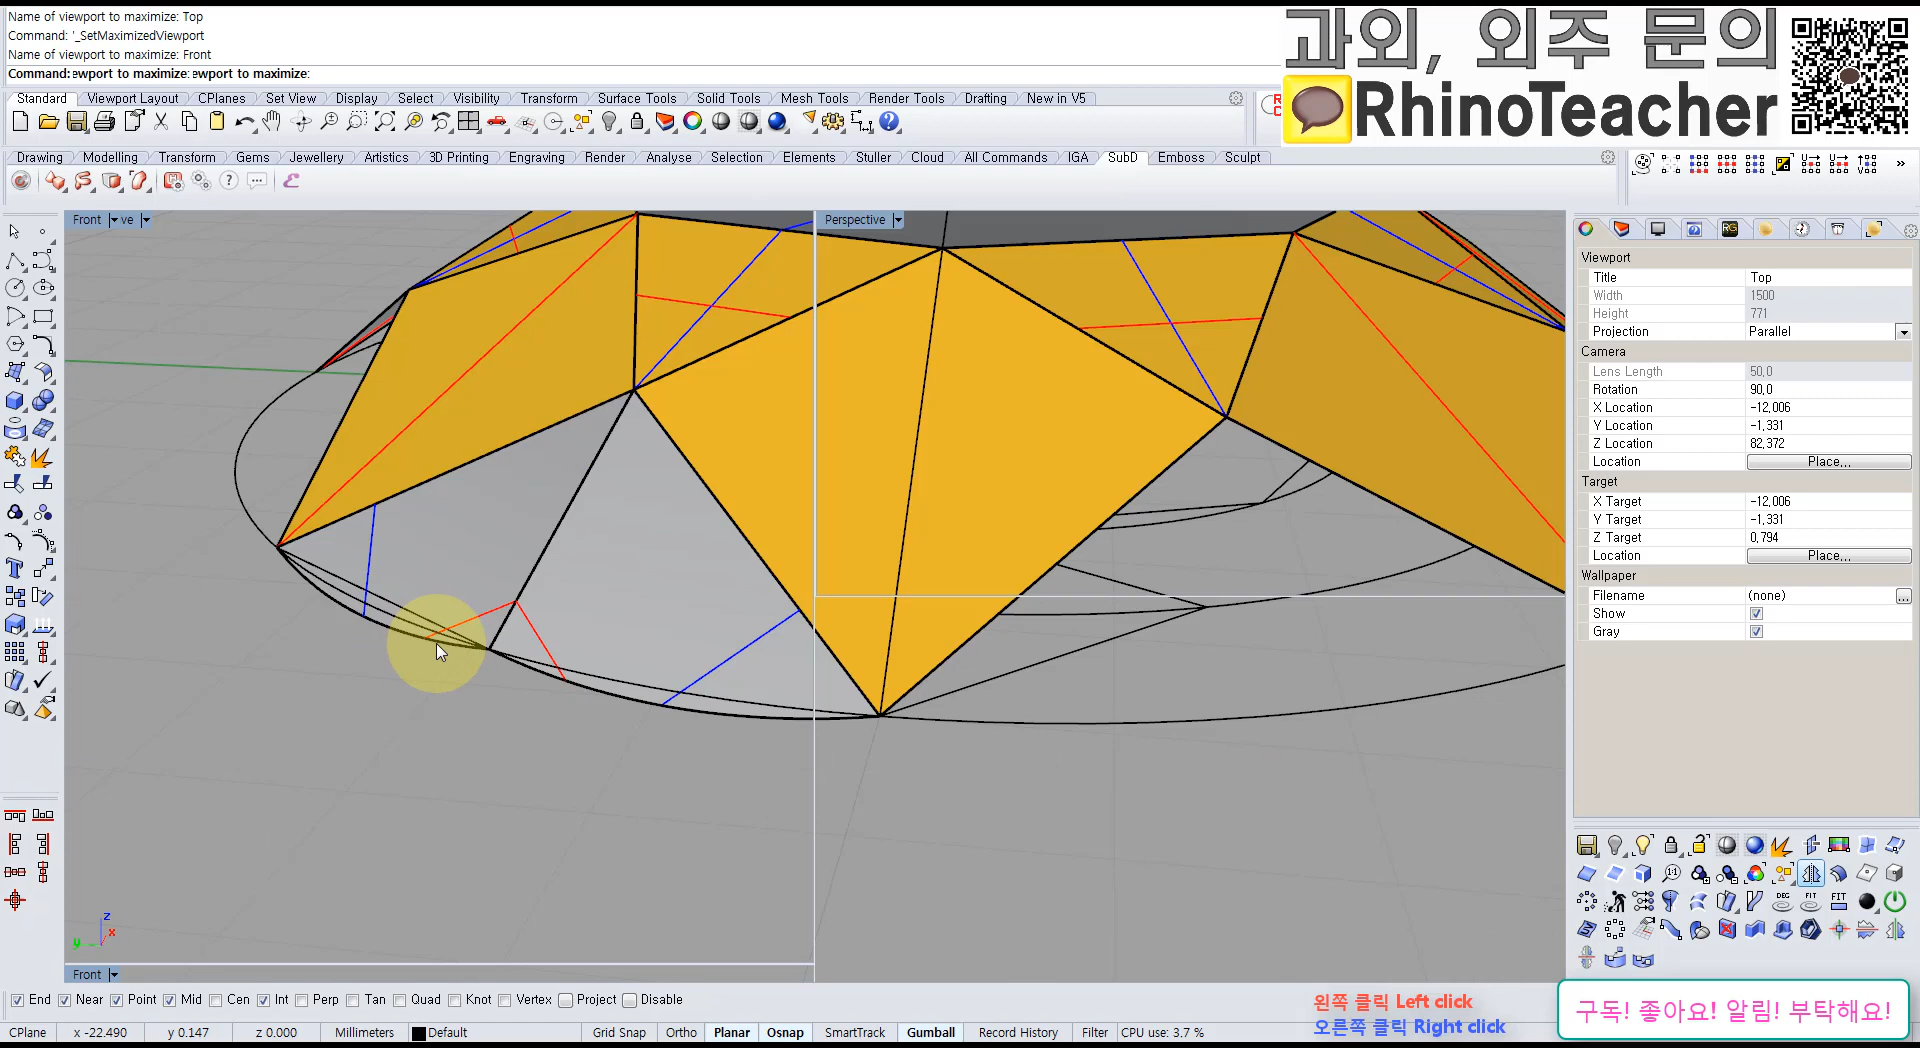 Name of viewport to maximize: Top
Command: '_SetMaximizedViewport
Name of viewport to maximize: Front
Command: ewport to maximize: ewport to maximize:
과외, 외주 문의
RhinoTeacher
Standard Viewport Layout CPlanes Set View Display Select Visibility Transform Surface Tools Solid Tools Mesh Tools Render Tools Drafting New in V5
Drawing Modelling Transform Gems Jewellery Artistics 3D Printing Engraving Render Analyse Selection Elements Stuller Cloud All Commands IGA SubD Emboss Sculpt
Front ve
Perspective
Viewport
Title Top
Width 1500
Height 771
Projection Parallel
Camera
Lens Length 50,0
Rotation 90,0
X Location -12,006
Y Location -1,331
Z Location 82,372
Location Place...
Target
X Target -12,006
Y Target -1,331
Z Target 0,794
Location Place...
Wallpaper
Filename (none) ...
Show
Gray
z
x
y
Front
End Near Point Mid Cen Int Perp Tan Quad Knot Vertex Project Disable
왼쪽 클릭 Left click
오른쪽 클릭 Right click
구독! 좋아요! 알림! 부탁해요!
CPlane x -22.490 y 0.147 z 0.000 Millimeters Default Grid Snap Ortho Planar Osnap SmartTrack Gumball Record History Filter CPU use: 3.7 %